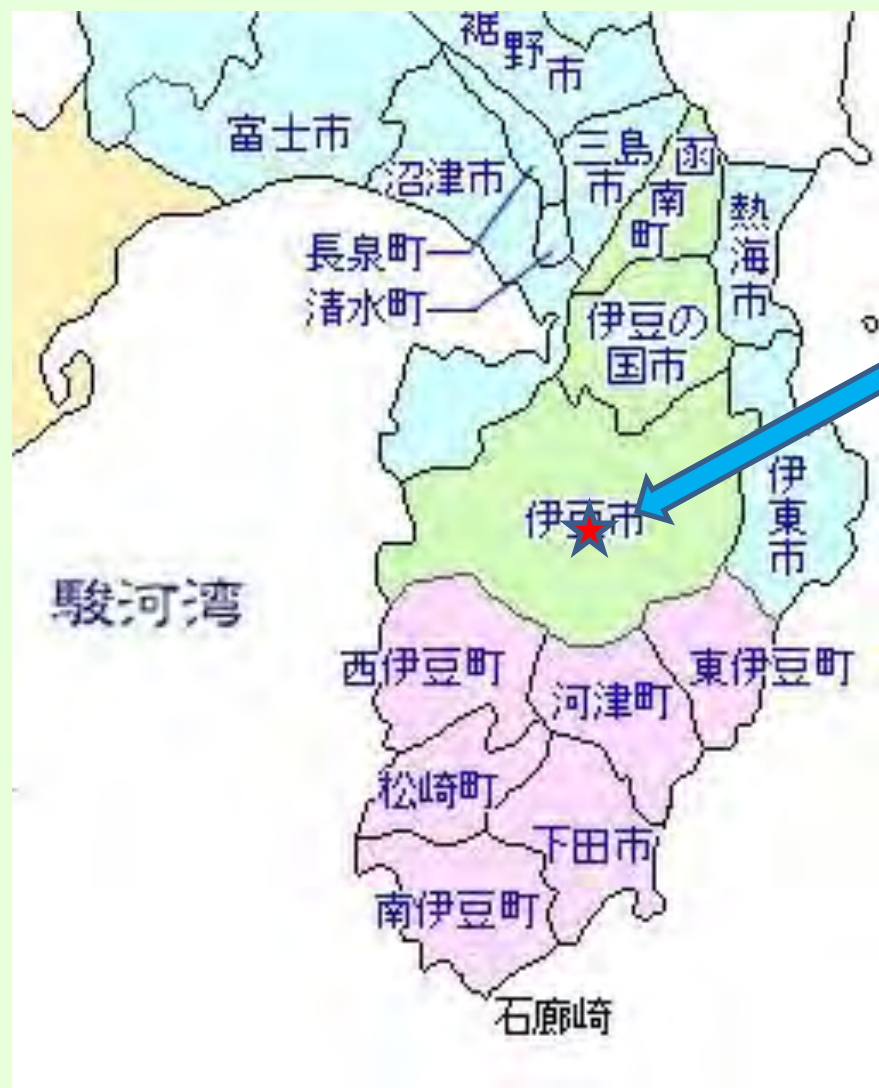 裾野市
富士市
沼津市
三島市
函南町
熱海市
長泉町
清水町
伊豆の
国市
伊豆市
伊東市
駿河湾
西伊豆町
東伊豆町
河津町
松崎町
下田市
南伊豆町
石廊崎